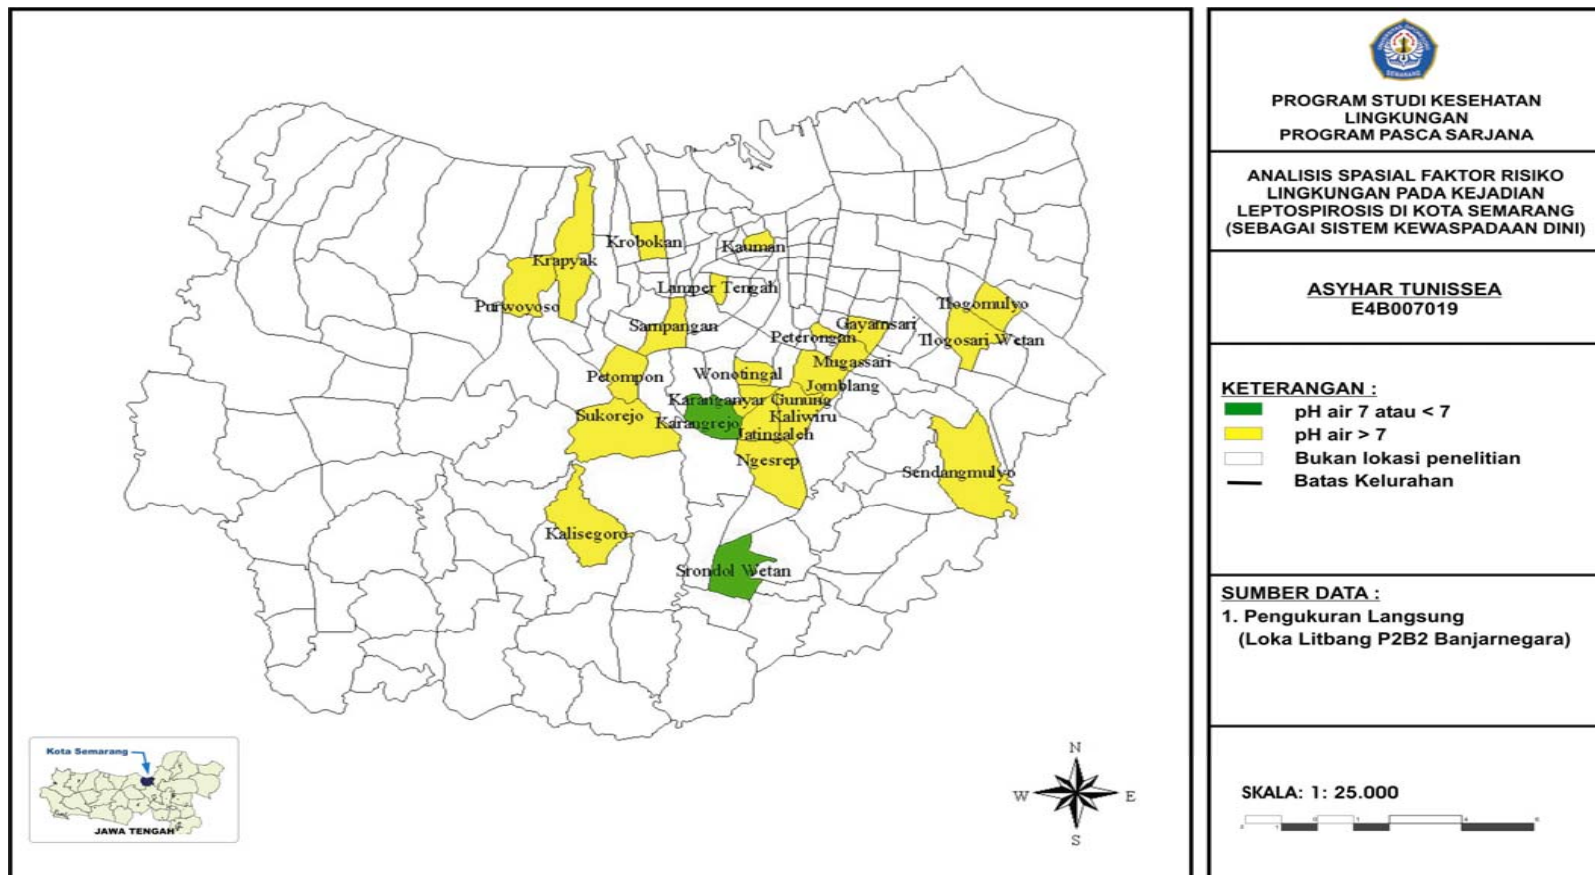 Krobokan
Kauman
Krapyak
Lamper Tengah
Purwoyoso
Tlogomulyo
Sampangan
Gayamsari
Peterongan
Tlogosari Wetan
Mugassari
Petompon
Wonotingal
Jomblang
Karanganyar Gunung
Sukorejo
Kaliwiru
Karangrejo
Jatingaleh
Ngesrep
Sendangmulyo
Kalisegoro
Srondol Wetan
Kota Semarang
JAWA TENGAH
N
W
E
S
PROGRAM STUDI KESEHATAN
LINGKUNGAN
PROGRAM PASCA SARJANA
ANALISIS SPASIAL FAKTOR RISIKO
LINGKUNGAN PADA KEJADIAN
LEPTOSPIROSIS DI KOTA SEMARANG
(SEBAGAI SISTEM KEWASPADAAN DINI)
ASYHAR TUNISSEA
E4B007019
KETERANGAN :
pH air 7 atau < 7
pH air > 7
Bukan lokasi penelitian
Batas Kelurahan
SUMBER DATA :
1. Pengukuran Langsung
(Loka Litbang P2B2 Banjarnegara)
SKALA: 1: 25.000